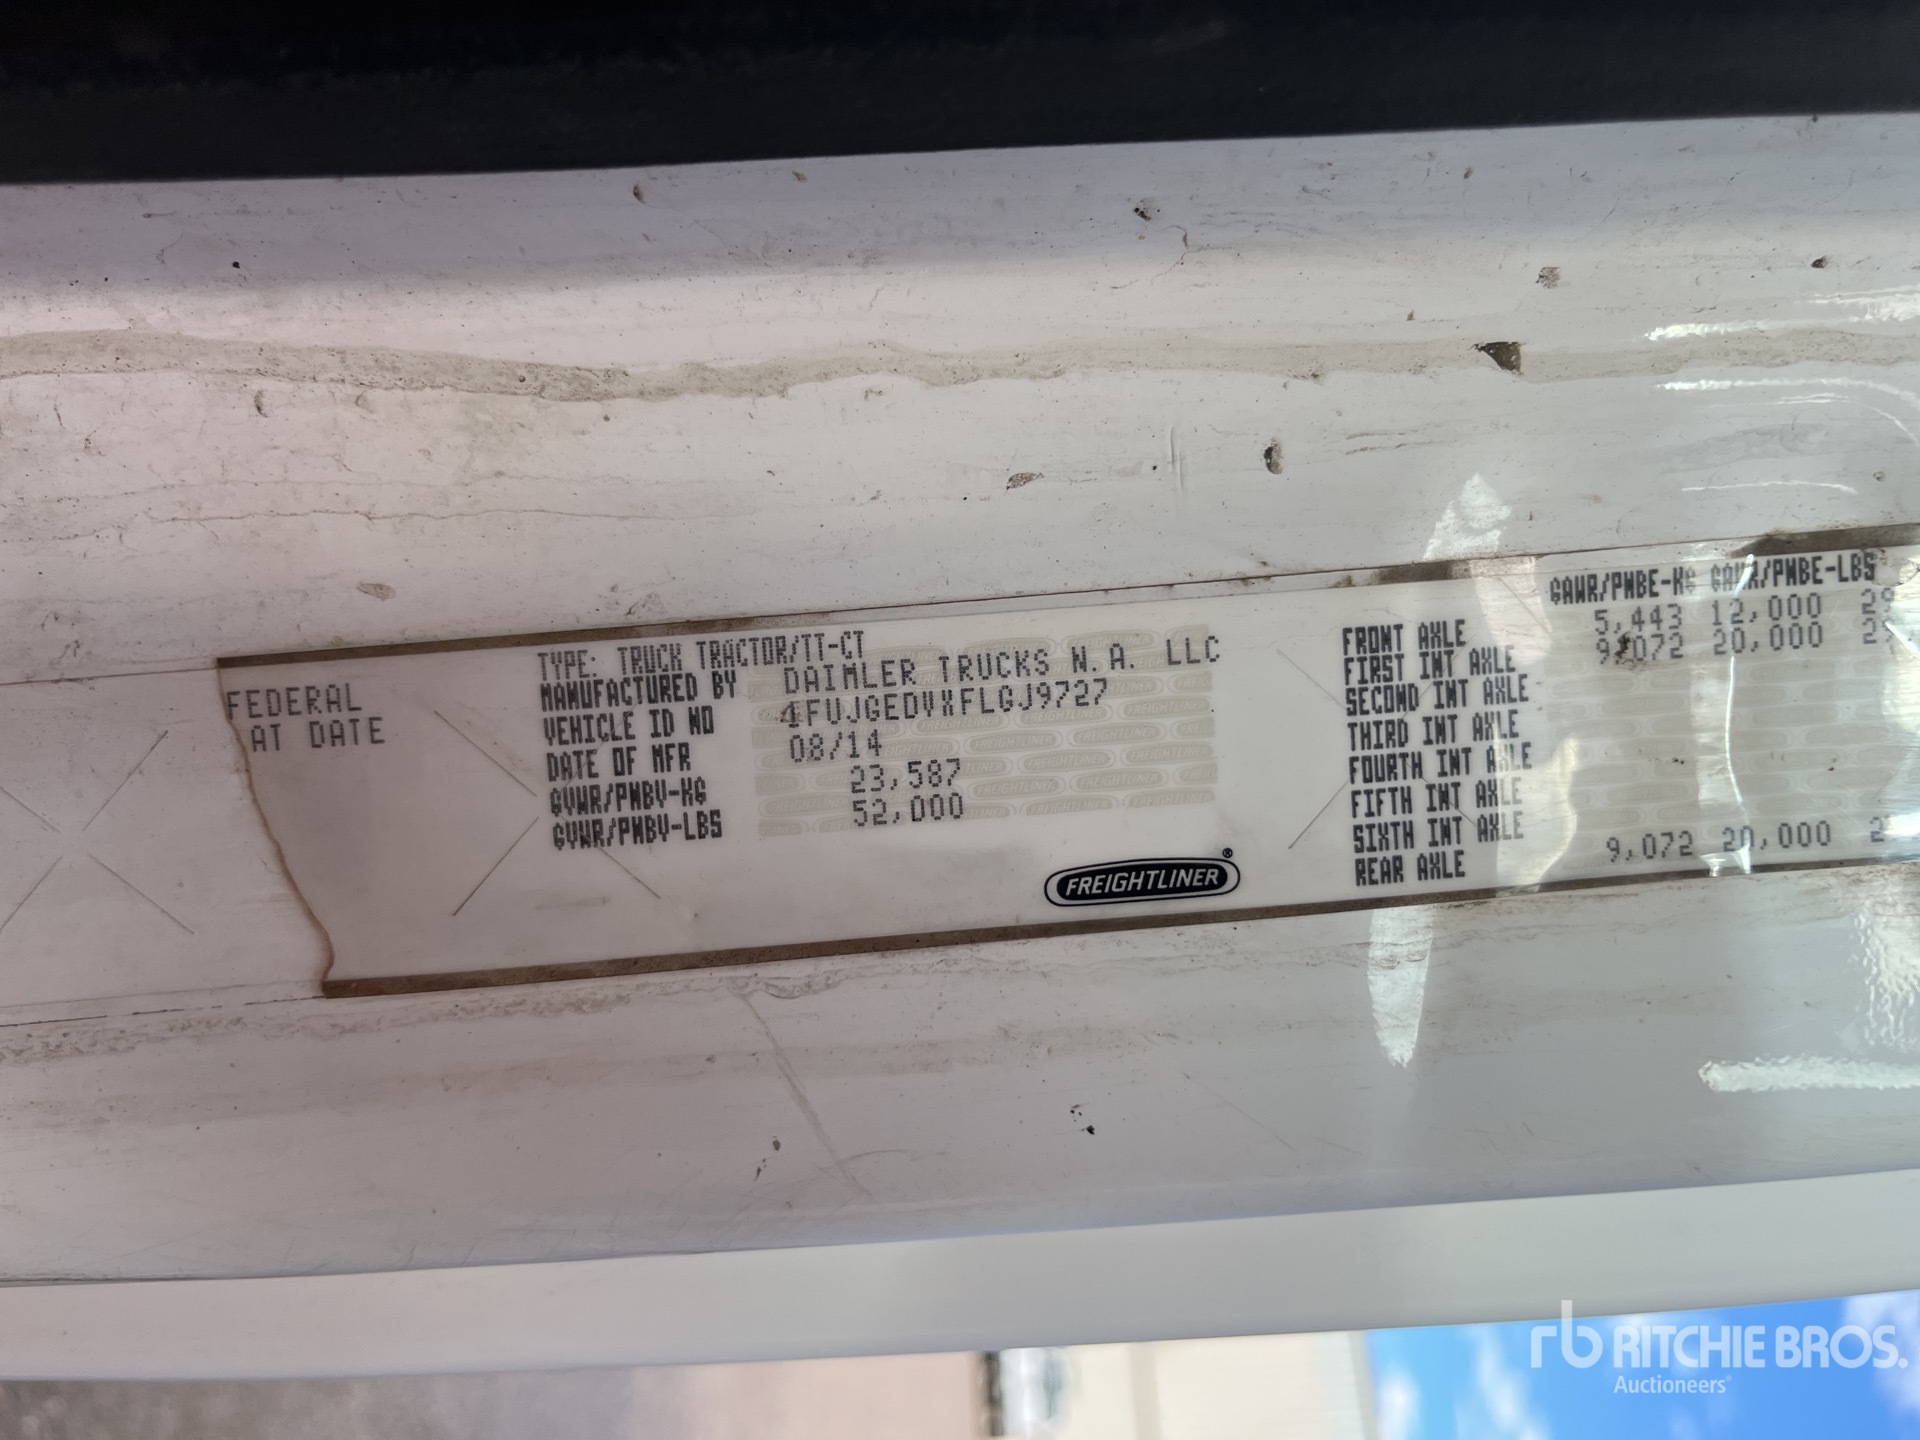 FEDERAL
AT DATE
TYPE: TRUCK TRACTOR/TT-CT
MANUFACTURED BY DAIMLER TRUCKS N.A. LLC
VEHICLE ID NO FUJGEDVXFLGJ9727
DATE OF MFR 08/14
GVWR/PNBV-KG 23,587
GVWR/PNBV-LBS 52,000
FREIGHTLINER®
GAWR/PNBE-KG GAWR/PNBE-LBS
FRONT AXLE 5,443 12,000 29
FIRST INT AXLE 9,072 20,000
SECOND INT AXLE
THIRD INT AXLE
FOURTH INT AXLE
FIFTH INT AXLE
SIXTH INT AXLE
REAR AXLE 9,072 20,000
rb RITCHIE BROS.
Auctioneers